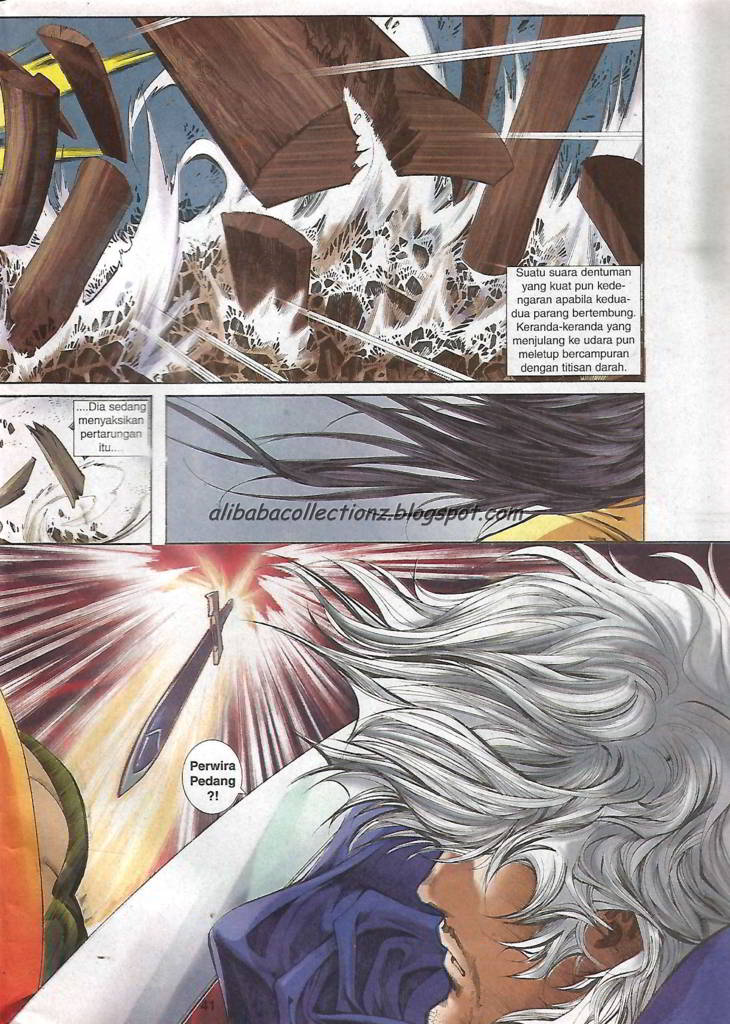 Suatu suara dentuman
yang kuat pun kede-
ngaran apabila kedua-
dua parang bertembung.
Keranda-keranda yang
menjulang ke udara pun
meletup bercampuran
dengan titisan darah.
....Dia sedang
menyaksikan
pertarungan
itu....
alibabacollectionz.blogspot.com
Perwira
Pedang
?!
41